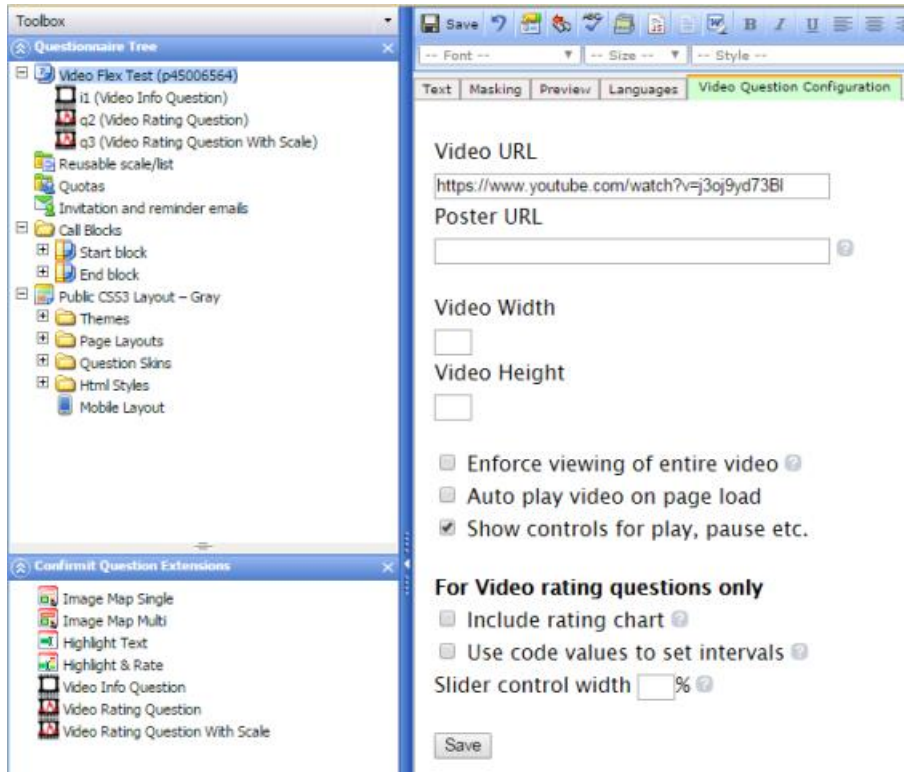 Toolbox
Questionnaire Tree
Video Flex Test (p45006564)
i1 (Video Info Question)
q2 (Video Rating Question)
q3 (Video Rating Question With Scale)
Reusable scale/list
Quotas
Invitation and reminder emails
Call Blocks
Start block
End block
Public CSS3 Layout – Gray
Themes
Page Layouts
Question Skins
Html Styles
Mobile Layout
Confirmit Question Extensions
Image Map Single
Image Map Multi
Highlight Text
Highlight & Rate
Video Info Question
Video Rating Question
Video Rating Question With Scale
Save B I U
-- Font -- -- Size -- -- Style --
Text Masking Preview Languages Video Question Configuration
Video URL
https://www.youtube.com/watch?v=j3oj9yd73BI
Poster URL
Video Width
Video Height
Enforce viewing of entire video
Auto play video on page load
Show controls for play, pause etc.
For Video rating questions only
Include rating chart
Use code values to set intervals
Slider control width %
Save